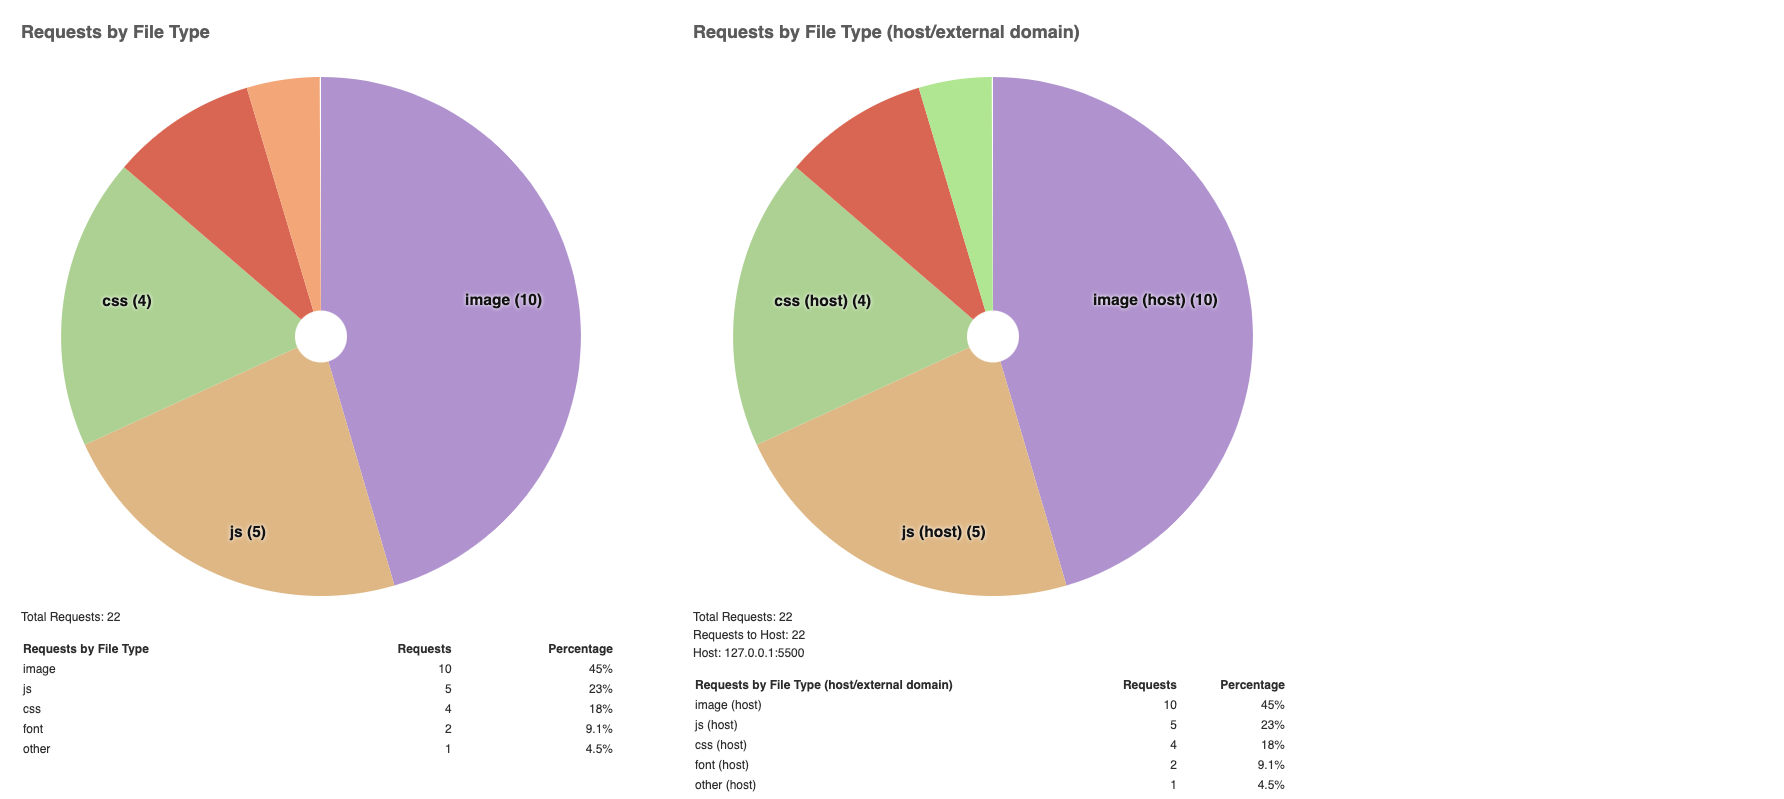 Requests by File Type
css (4)
image (10)
js (5)
Total Requests: 22
Requests by File Type Requests Percentage
image 10 45%
js 5 23%
css 4 18%
font 2 9.1%
other 1 4.5%
Requests by File Type (host/external domain)
css (host) (4)
image (host) (10)
js (host) (5)
Total Requests: 22
Requests to Host: 22
Host: 127.0.0.1:5500
Requests by File Type (host/external domain) Requests Percentage
image (host) 10 45%
js (host) 5 23%
css (host) 4 18%
font (host) 2 9.1%
other (host) 1 4.5%